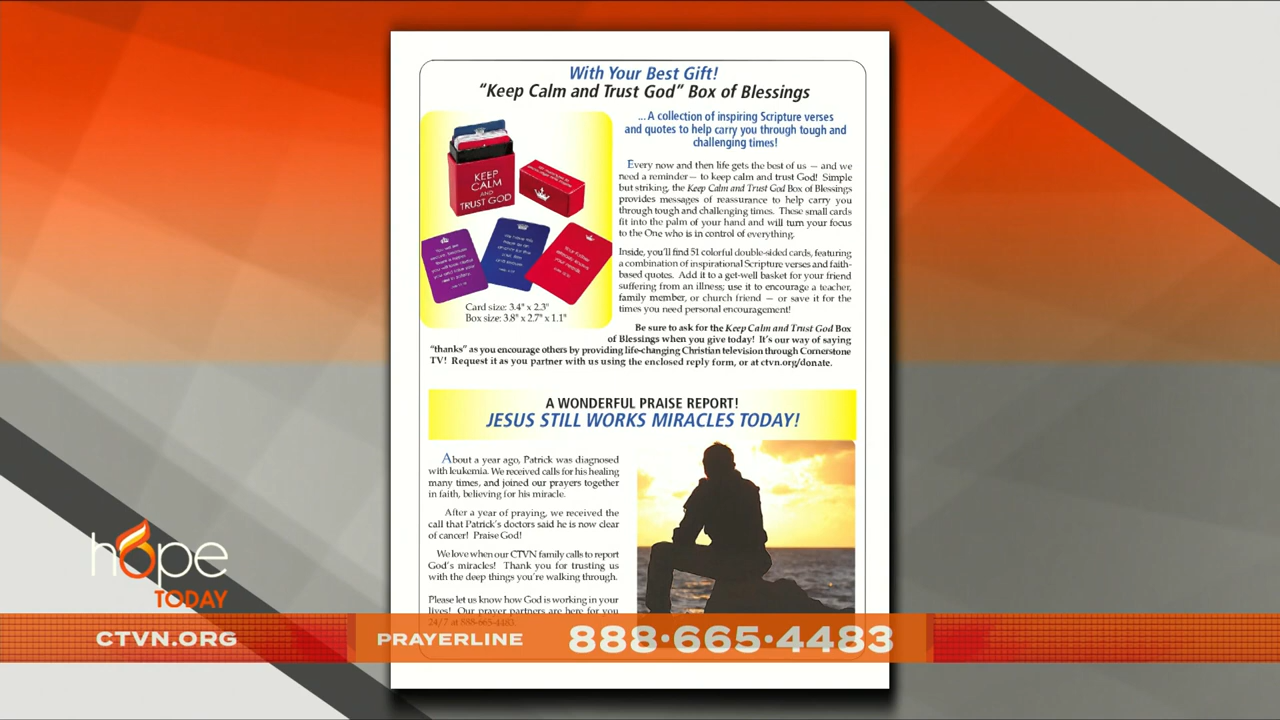 With Your Best Gift!
“Keep Calm and Trust God” Box of Blessings
...A collection of inspiring Scripture verses
and quotes to help carry you through tough and
challenging times!
KEEP
CALM
AND
TRUST GOD
Card size: 3.4" x 2.3"
Box size: 3.8" x 2.7" x 1.1"
Every now and then life gets the best of us — and we
need a reminder— to keep calm and trust God! Simple
but striking, the Keep Calm and Trust God Box of Blessings
provides messages of reassurance to help carry you
through tough and challenging times. These small cards
fit into the palm of your hand and will turn your focus
to the One who is in control of everything.
Inside, you'll find 51 colorful double-sided cards, featuring
a combination of inspirational Scripture verses and faith-
based quotes. Add it to a get-well basket for your friend
suffering from an illness; use it to encourage a teacher,
family member, or church friend — or save it for the
times you need personal encouragement!
Be sure to ask for the Keep Calm and Trust God Box
of Blessings when you give today! It's our way of saying
“thanks” as you encourage others by providing life-changing Christian television through Cornerstone
TV! Request it as you partner with us using the enclosed reply form, or at ctvn.org/donate.
A WONDERFUL PRAISE REPORT!
JESUS STILL WORKS MIRACLES TODAY!
About a year ago, Patrick was diagnosed
with leukemia. We received calls for his healing
many times, and joined our prayers together
in faith, believing for his miracle.
After a year of praying, we received the
call that Patrick's doctors said he is now clear
of cancer! Praise God!
We love when our CTVN family calls to report
God's miracles! Thank you for trusting us
with the deep things you're walking through.
Please let us know how God is working in your
lives! Our prayer partners are here for you
24/7 at 888-665-4483.
hope
TODAY
CTVN.ORG
PRAYERLINE
888·665·4483